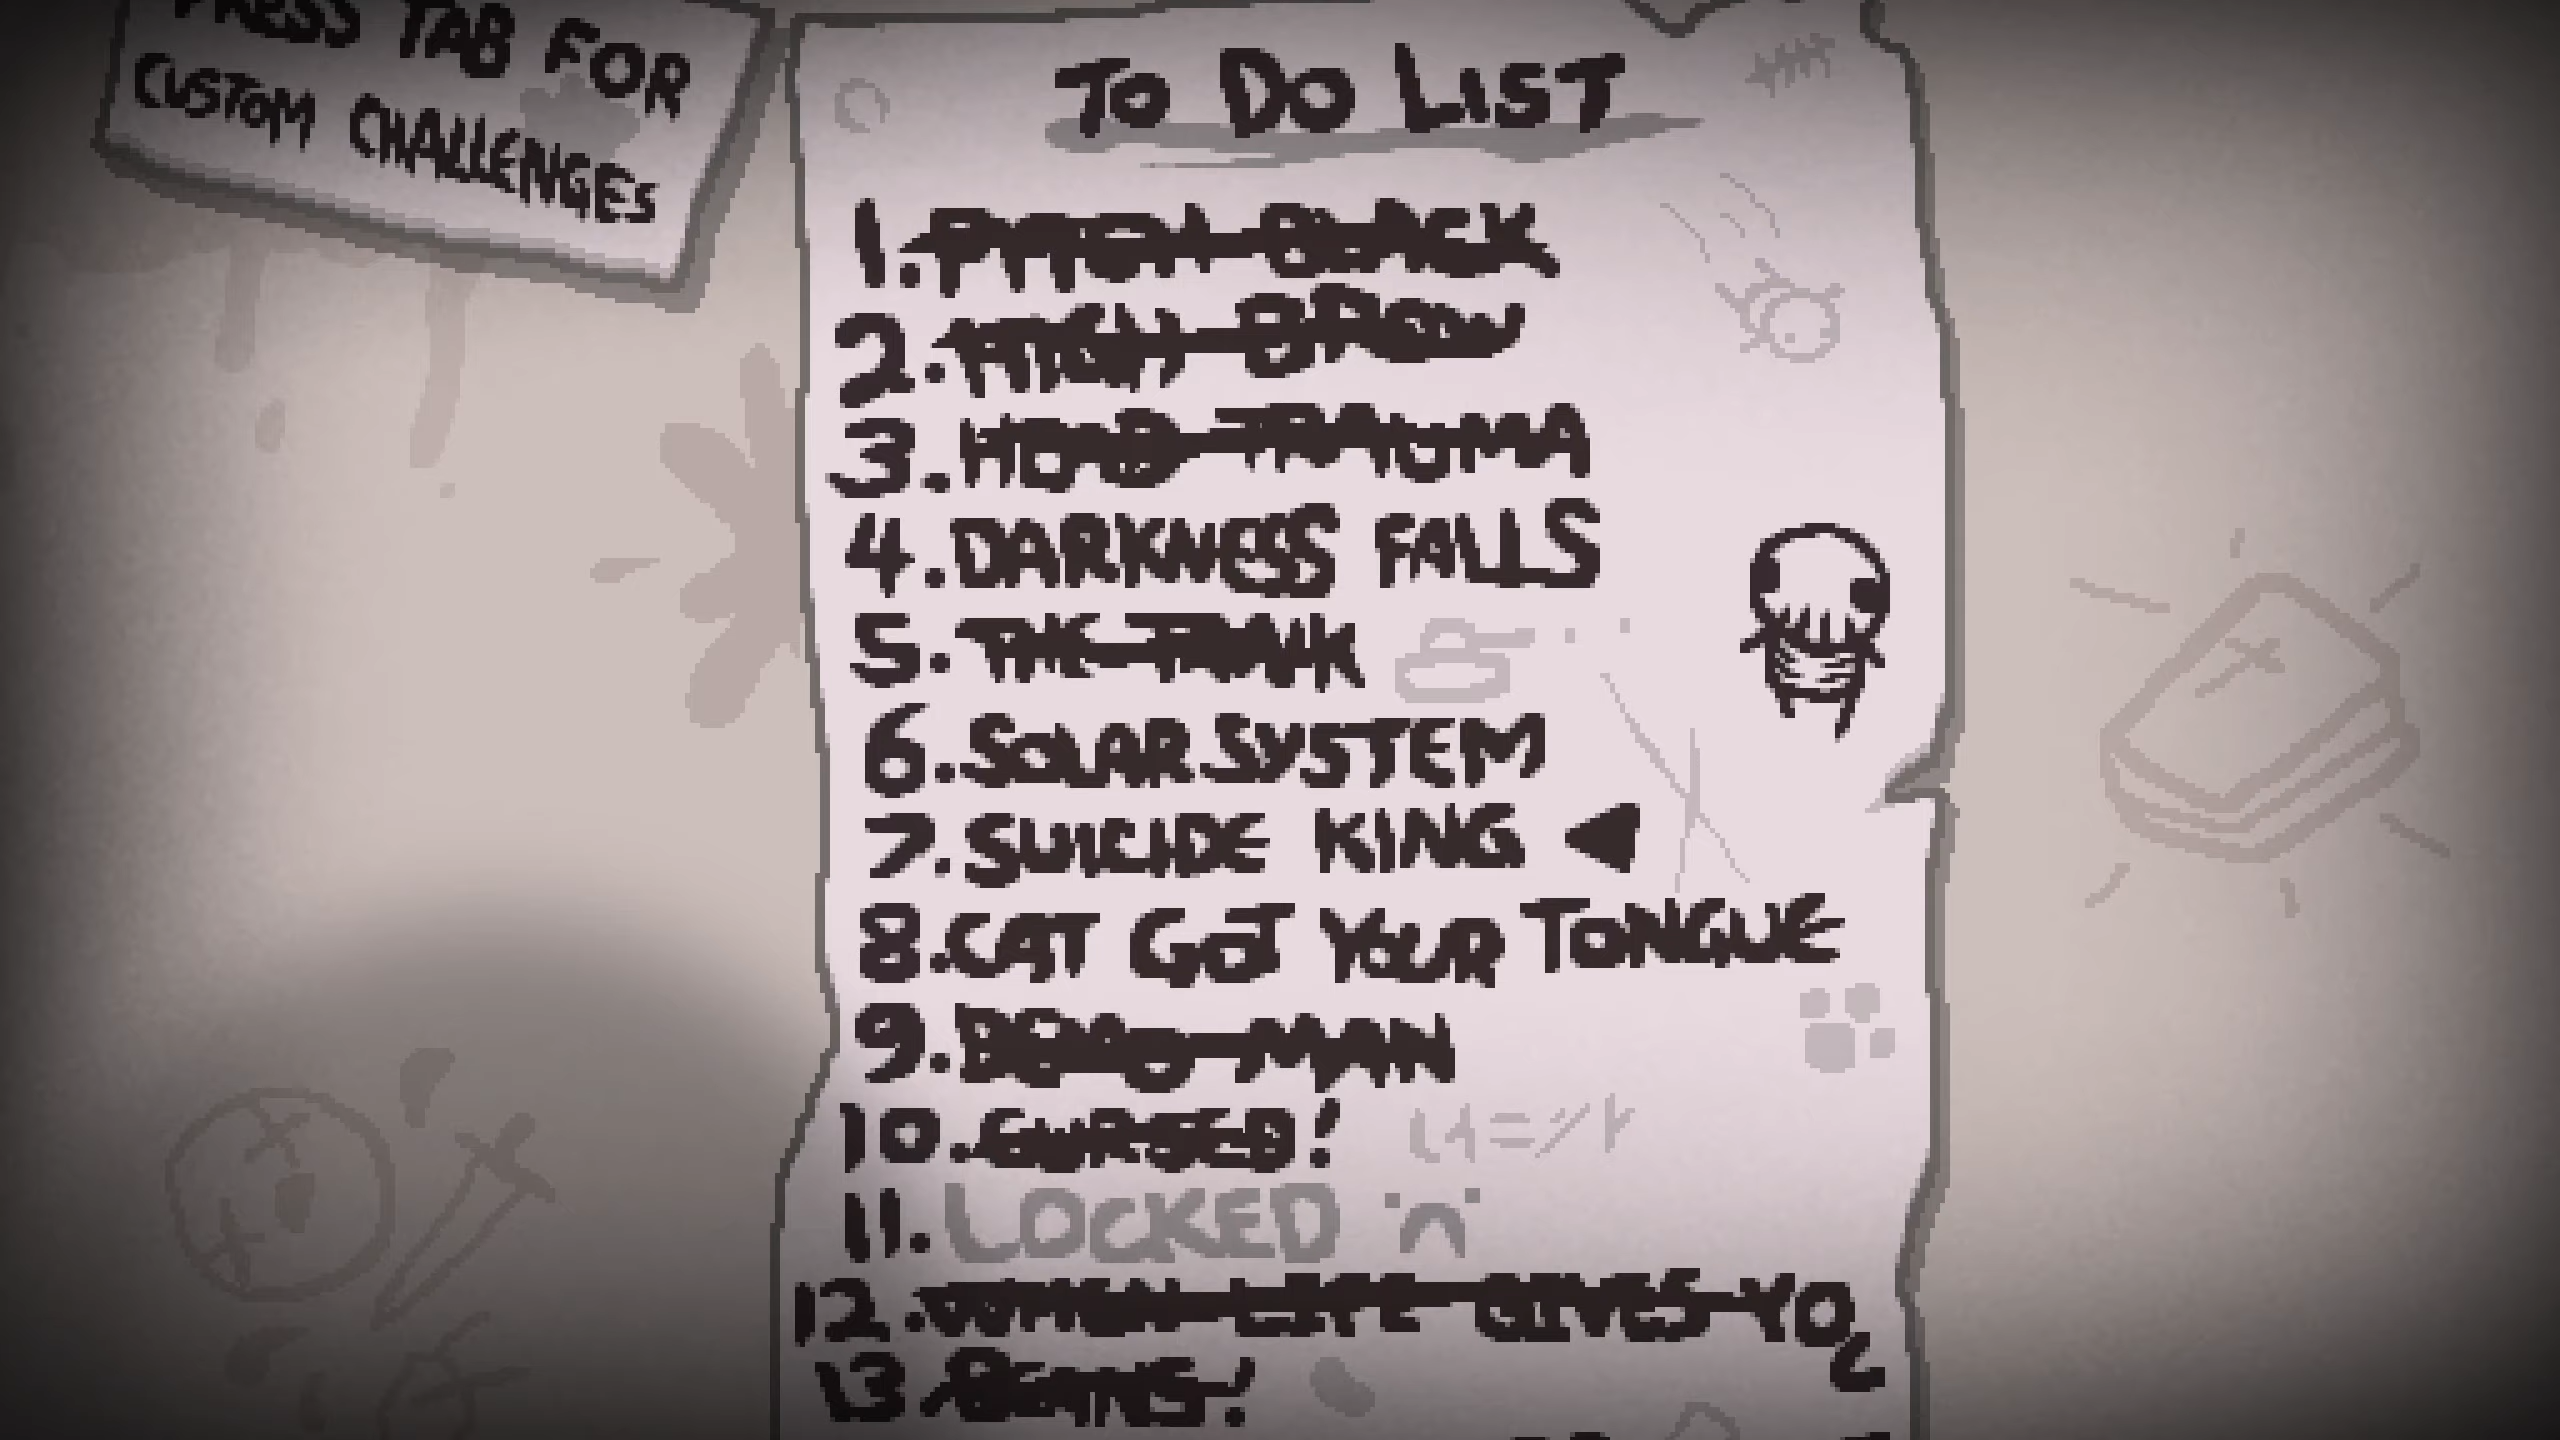 PRESS TAB FOR
CUSTOM CHALLENGES
TO DO LIST
1. PITCH BLACK
2. HIGH BROW
3. HEAD TRAUMA
4. DARKNESS FALLS
5. THE TANK
6. SOLAR SYSTEM
7. SUICIDE KING ◀
8. CAT GOT YOUR TONGUE
9. DEMO MAN
10. CURSED!
11. LOCKED
12. WHEN LIFE GIVES YOU
13 BEANS!